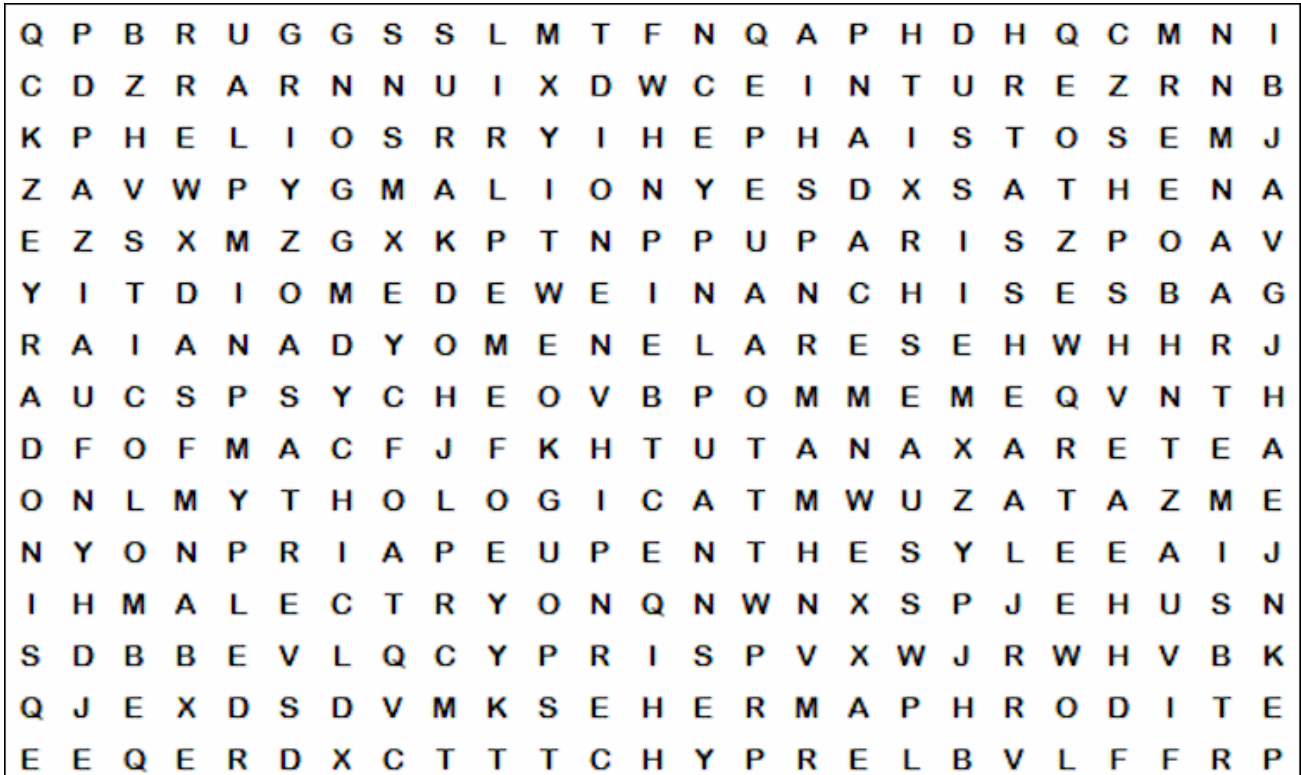 Q P B R U G G S S L M T F N Q A P H D H Q C M N I
C D Z R A R N N U I X D W C E I N T U R E Z R N B
K P H E L I O S R R Y I H E P H A I S T O S E M J
Z A V W P Y G M A L I O N Y E S D X S A T H E N A
E Z S X M Z G X K P T N P P U P A R I S Z P O A V
Y I T D I O M E D E W E I N A N C H I S E S B A G
R A I A N A D Y O M E N E L A R E S E H W H H R J
A U C S P S Y C H E O V B P O M M E M E Q V N T H
D F O F M A C F J F K H T U T A N A X A R E T E A
O N L M Y T H O L O G I C A T M W U Z A T A Z M E
N Y O N P R I A P E U P E N T H E S Y L E E A I J
I H M A L E C T R Y O N Q N W N X S P J E H U S N
S D B B E V L Q C Y P R I S P V X W J R W H V B K
Q J E X D S D V M K S E H E R M A P H R O D I T E
E E Q E R D X C T T T C H Y P R E L B V L F F R P